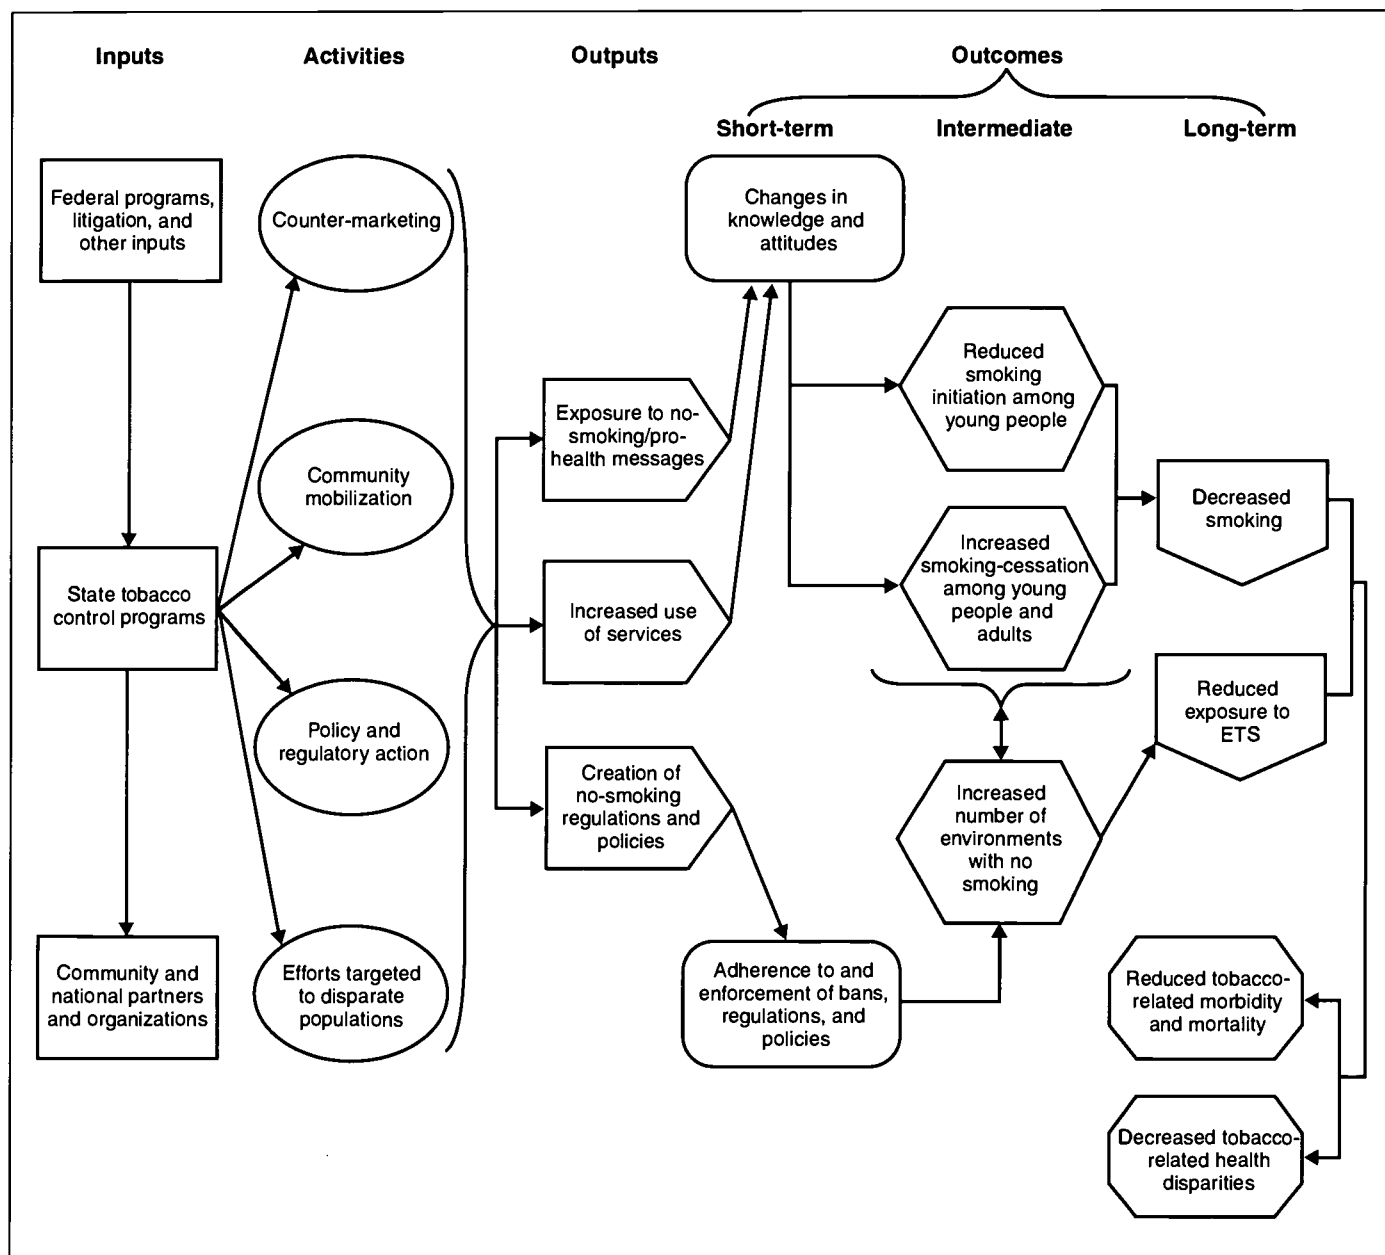 Inputs
Activities
Outputs
Outcomes
Short-term
Intermediate
Long-term
Federal programs,
litigation, and
other inputs
State tobacco
control programs
Community and
national partners
and organizations
Counter-marketing
Community
mobilization
Policy and
regulatory action
Efforts targeted
to disparate
populations
Exposure to no-
smoking/pro-
health messages
Increased use
of services
Creation of
no-smoking
regulations and
policies
Changes in
knowledge and
attitudes
Adherence to and
enforcement of bans,
regulations, and
policies
Reduced
smoking
initiation among
young people
Increased
smoking-cessation
among young
people and
adults
Increased
number of
environments
with no
smoking
Decreased
smoking
Reduced
exposure to
ETS
Reduced tobacco-
related morbidity
and mortality
Decreased tobacco-
related health
disparities